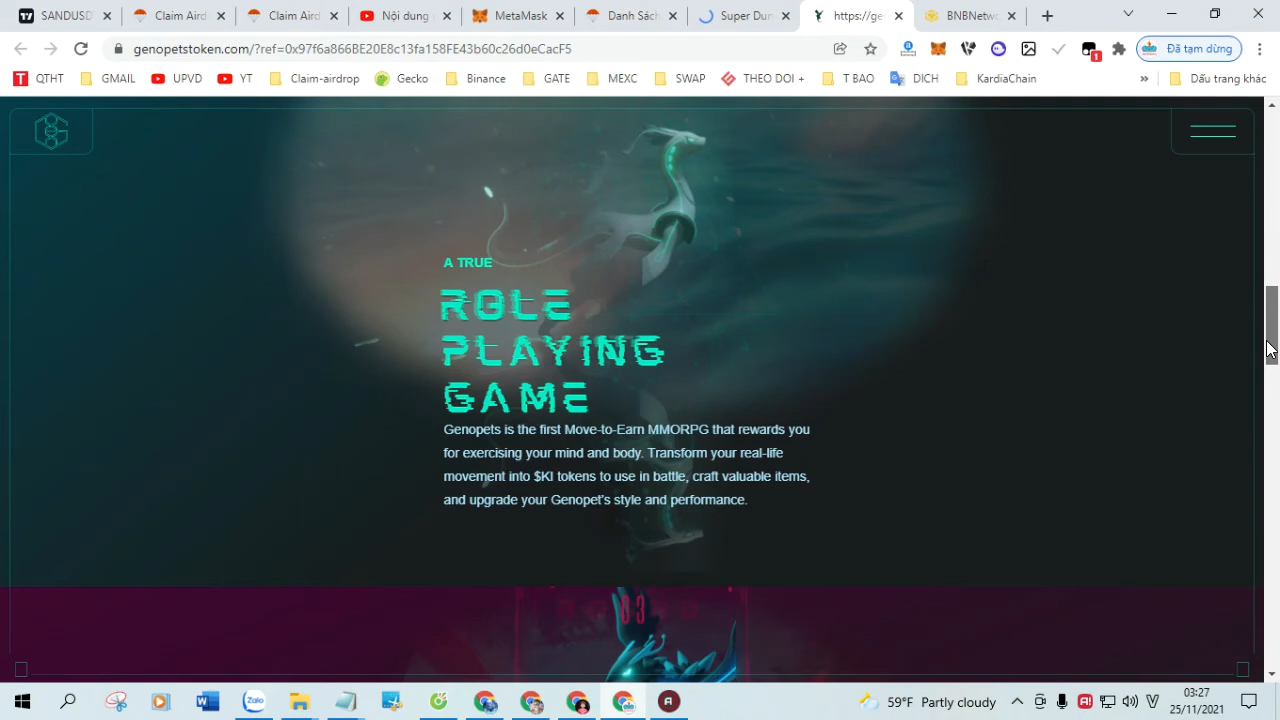 SANDUSD
Claim Aird
Claim Aird
Nội dung
MetaMask
Danh Sách
Super Dun
https://ge
BNBNetwo
genopetstoken.com/?ref=0x97f6a866BE20E8c13fa158FE43b60c26d0eCacF5
1
Đã tạm dừng
QTHT
GMAIL
UPVD
YT
Claim-airdrop
Gecko
Binance
GATE
MEXC
SWAP
THEO DOI +
T BAO
DICH
KardiaChain
»
Dấu trang khác
A TRUE
ROLE
PLAYING
GAME
Genopets is the first Move-to-Earn MMORPG that rewards you
for exercising your mind and body. Transform your real-life
movement into $KI tokens to use in battle, craft valuable items,
and upgrade your Genopet's style and performance.
03
Zalo
59°F Partly cloudy
03:27
25/11/2021